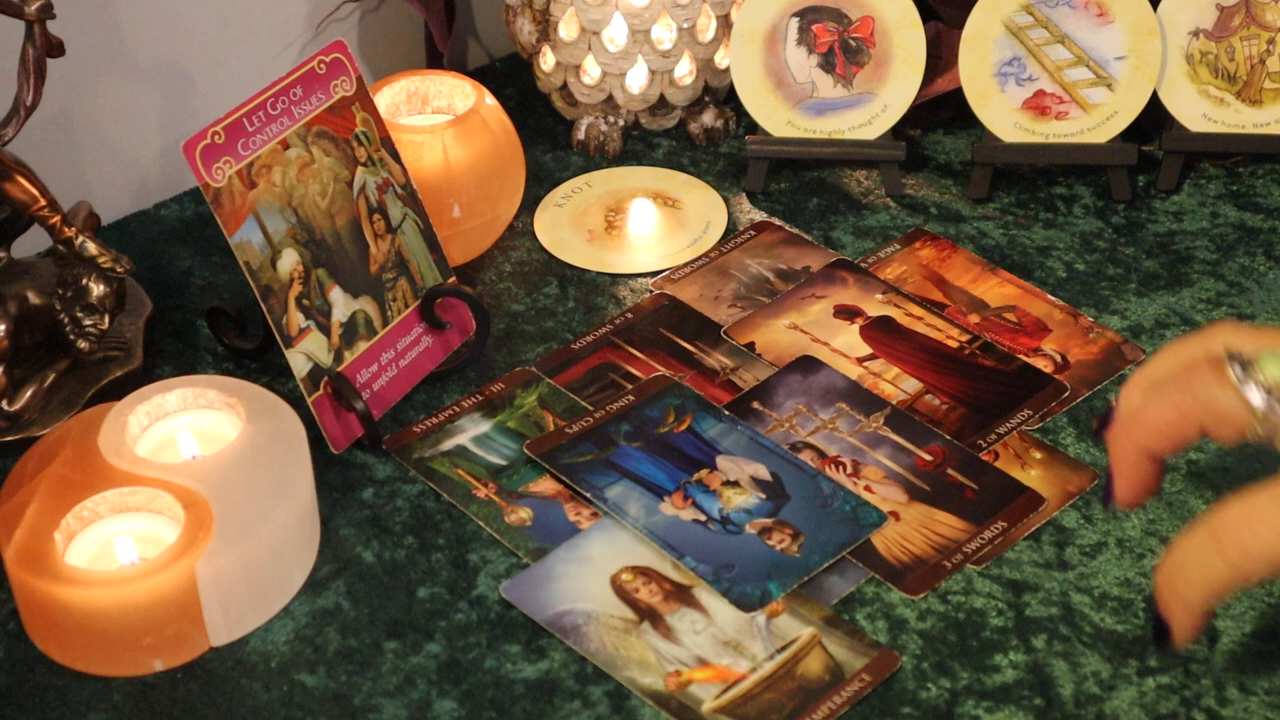 LET GO OF
CONTROL ISSUES
Allow this situation
to unfold naturally.
KNOT
You are highly-thought of
Climbing toward success
New home. New
KNIGHT OF SWORDS
PAGE OF
8 OF SWORDS
2 OF WANDS
III. THE EMPRESS
KING OF CUPS
3 OF SWORDS
MPERANCE